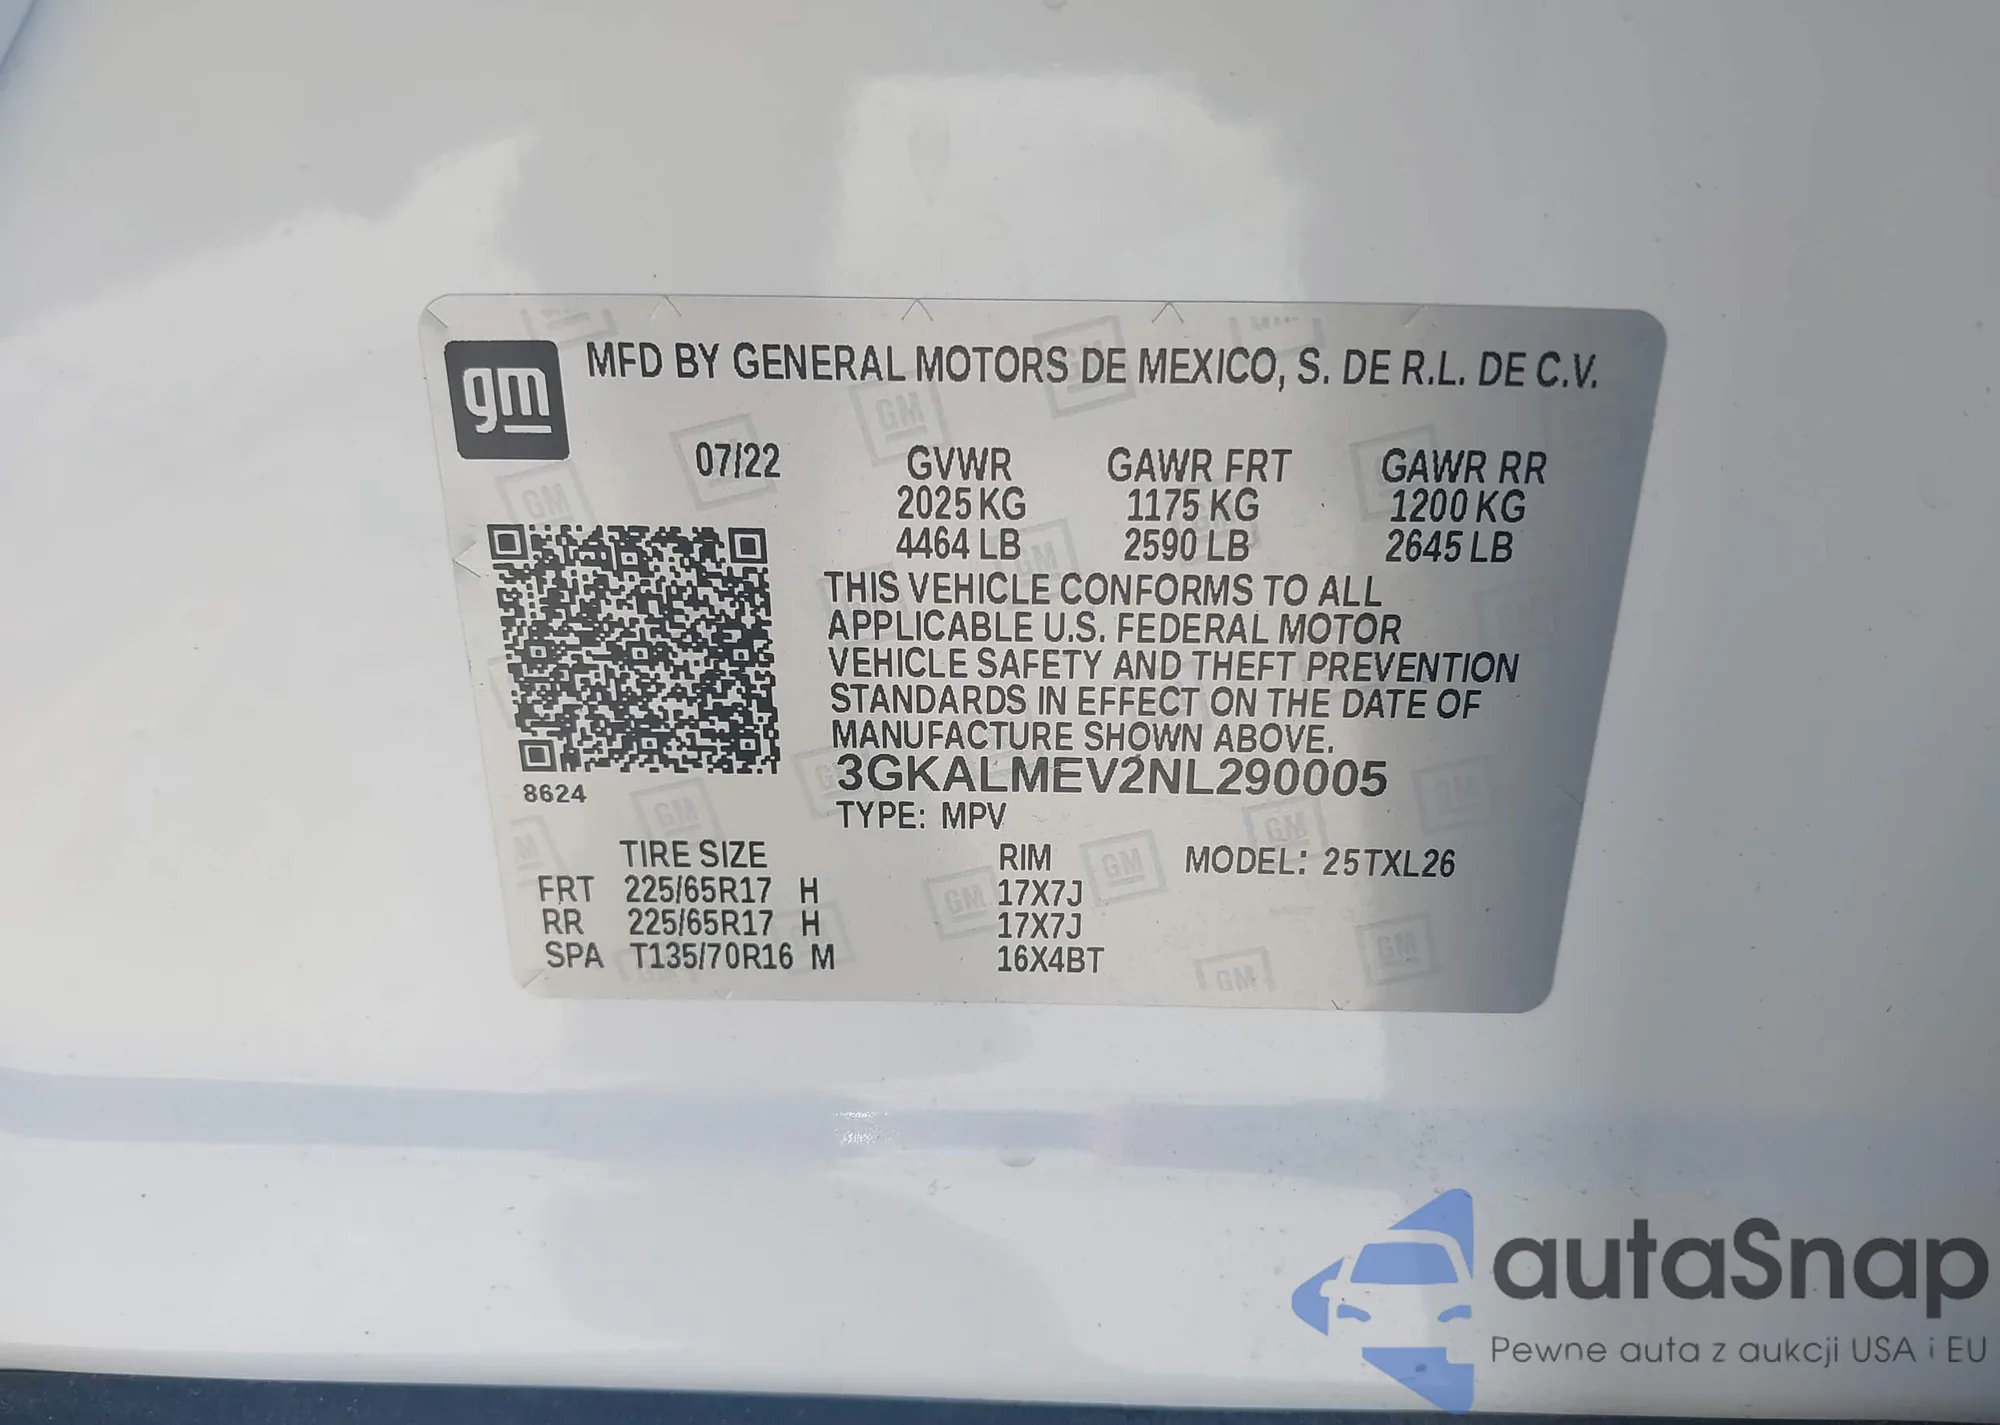 gm
MFD BY GENERAL MOTORS DE MEXICO, S. DE R.L. DE C.V.
07/22 GVWR GAWR FRT GAWR RR
2025 KG 1175 KG 1200 KG
4464 LB 2590 LB 2645 LB
THIS VEHICLE CONFORMS TO ALL
APPLICABLE U.S. FEDERAL MOTOR
VEHICLE SAFETY AND THEFT PREVENTION
STANDARDS IN EFFECT ON THE DATE OF
MANUFACTURE SHOWN ABOVE.
3GKALMEV2NL290005
8624
TYPE: MPV
TIRE SIZE RIM MODEL: 25TXL26
FRT 225/65R17 H 17X7J
RR 225/65R17 H 17X7J
SPA T135/70R16 M 16X4BT
autaSnap
Pewne auta z aukcji USA i EU